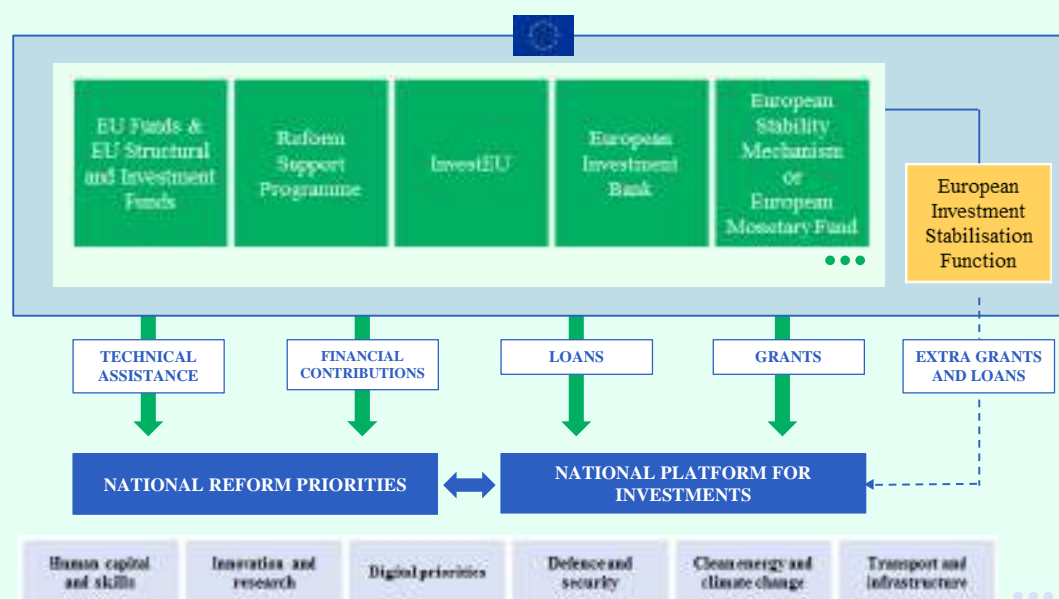 EU Funds &
EU Structural
and Investment
Funds
Reform
Support
Programme
InvestEU
European
Investment
Bank
European
Stability
Mechanism
or
European
Monetary Fund
European
Investment
Stabilisation
Function
TECHNICAL
ASSISTANCE
FINANCIAL
CONTRIBUTIONS
LOANS
GRANTS
EXTRA GRANTS
AND LOANS
NATIONAL REFORM PRIORITIES
NATIONAL PLATFORM FOR
INVESTMENTS
Human capital
and skills
Innovation and
research
Digital priorities
Defence and
security
Clean energy and
climate change
Transport and
infrastructure